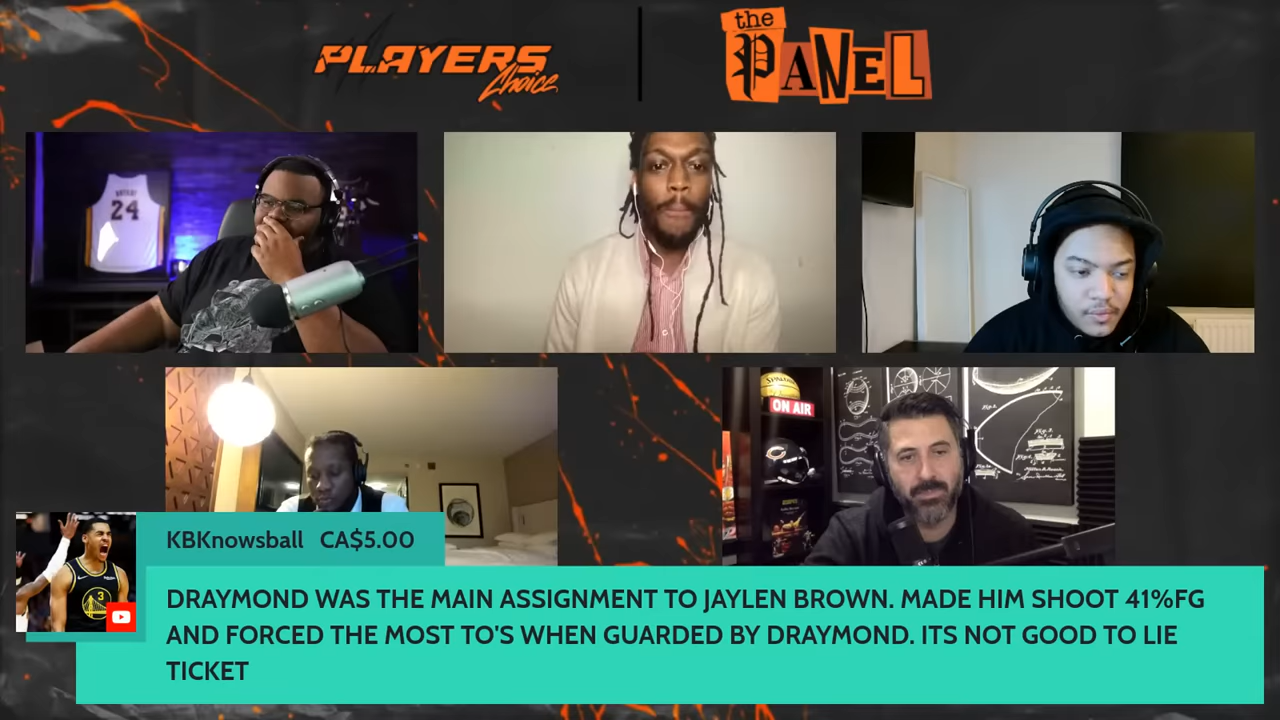 PLAYERS
Choice
the
PANEL
24
ON AIR
KBKnowsball CA$5.00
3
DRAYMOND WAS THE MAIN ASSIGNMENT TO JAYLEN BROWN. MADE HIM SHOOT 41%FG
AND FORCED THE MOST TO'S WHEN GUARDED BY DRAYMOND. ITS NOT GOOD TO LIE
TICKET